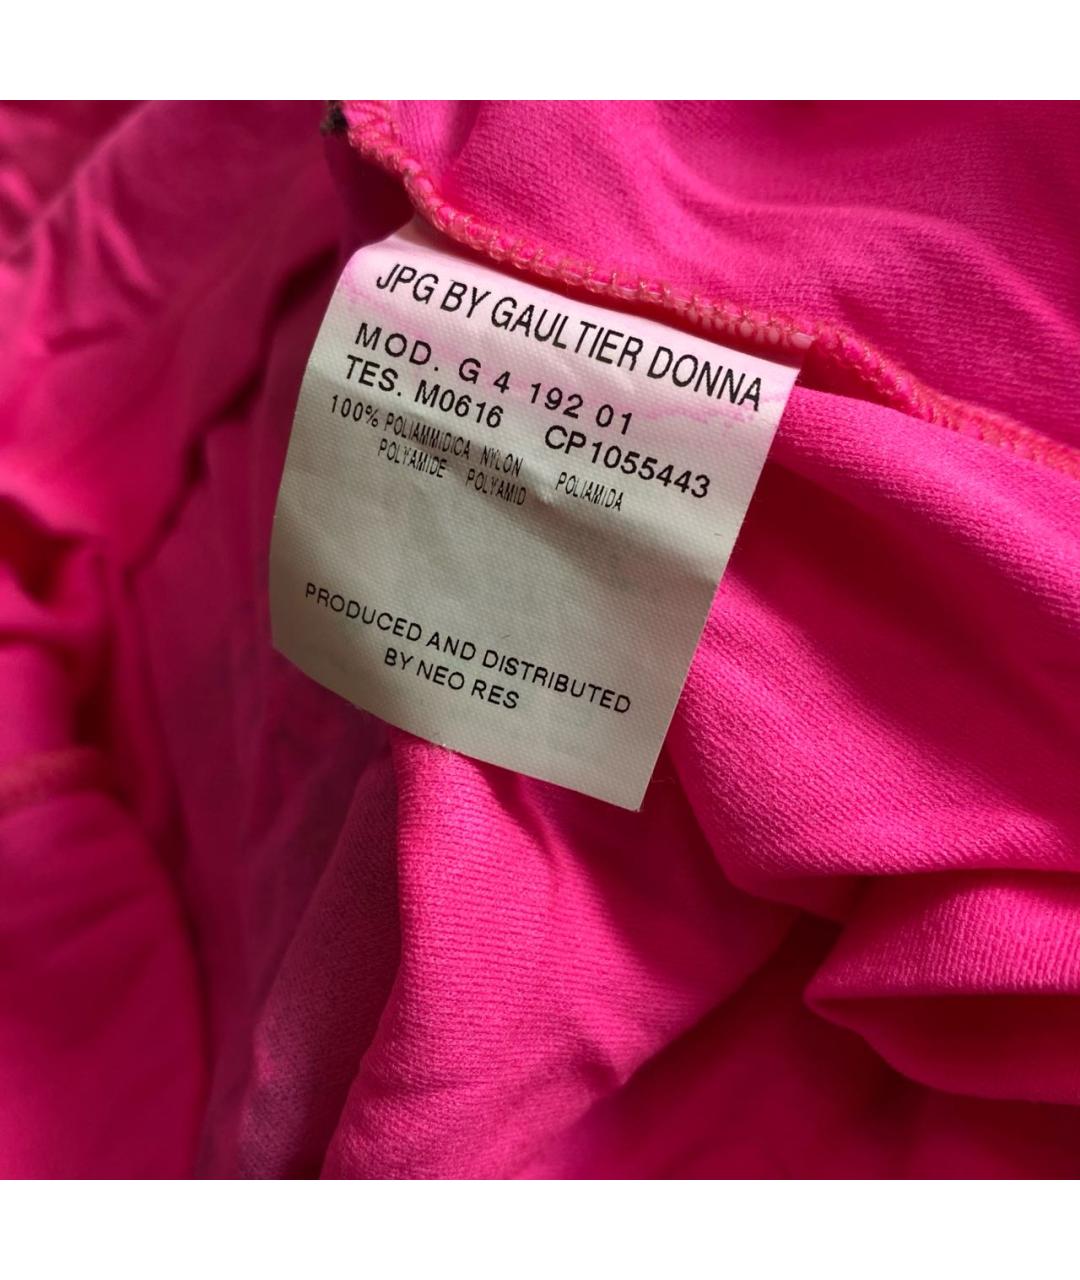 JPG BY GAULTIER DONNA
MOD. G 4 192 01
TES. M0616 CP1055443
100% POLIAMMIDICA NYLON POLIAMIDA
POLYAMIDE POLYAMID
PRODUCED AND DISTRIBUTED
BY NEO RES